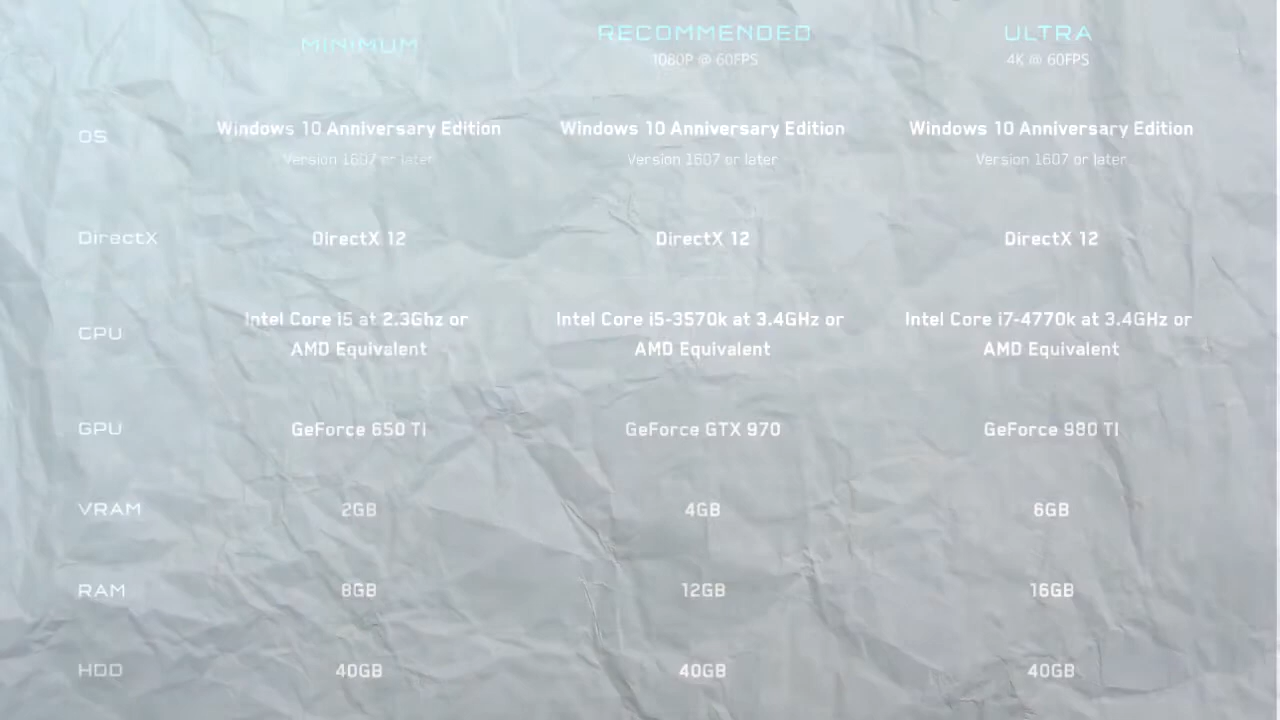 MINIMUM RECOMMENDED ULTRA
1080P @ 60FPS 4K @ 60FPS
OS Windows 10 Anniversary Edition Windows 10 Anniversary Edition Windows 10 Anniversary Edition
Version 1607 or later Version 1607 or later Version 1607 or later
DirectX DirectX 12 DirectX 12 DirectX 12
CPU Intel Core i5 at 2.3Ghz or Intel Core i5-3570k at 3.4GHz or Intel Core i7-4770k at 3.4GHz or
AMD Equivalent AMD Equivalent AMD Equivalent
GPU GeForce 650 TI GeForce GTX 970 GeForce 980 TI
VRAM 2GB 4GB 6GB
RAM 8GB 12GB 16GB
HDD 40GB 40GB 40GB